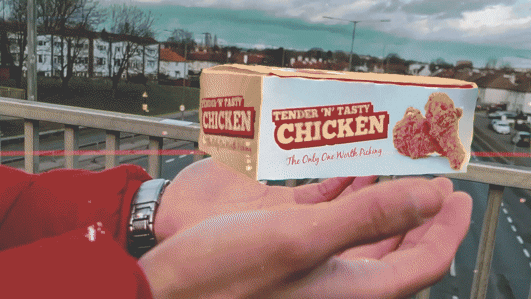 TENDER 'N' TASTY
CHICKEN
TENDER 'N' TASTY
CHICKEN
The Only One Worth Picking